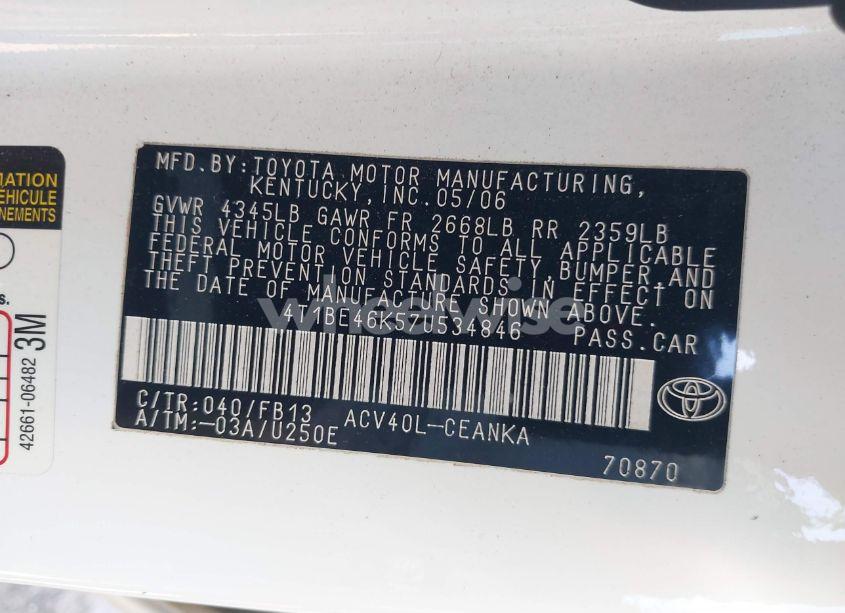 MATION
VÉHICULE
NEMENTS
s.
42661-06482
3M
MFD.BY:TOYOTA MOTOR MANUFACTURING,
KENTUCKY,INC.05/06
GVWR 4345LB GAWR FR 2668LB RR 2359LB
THIS VEHICLE CONFORMS TO ALL APPLICABLE
FEDERAL MOTOR VEHICLE SAFETY,BUMPER,AND
THEFT PREVENTION STANDARDS IN EFFECT ON
THE DATE OF MANUFACTURE SHOWN ABOVE.
4T1BE46K57U534846 PASS.CAR
wheelwise
C/TR:040/FB13 ACV40L-CEANKA
A/TM:-03A/U250E
70870